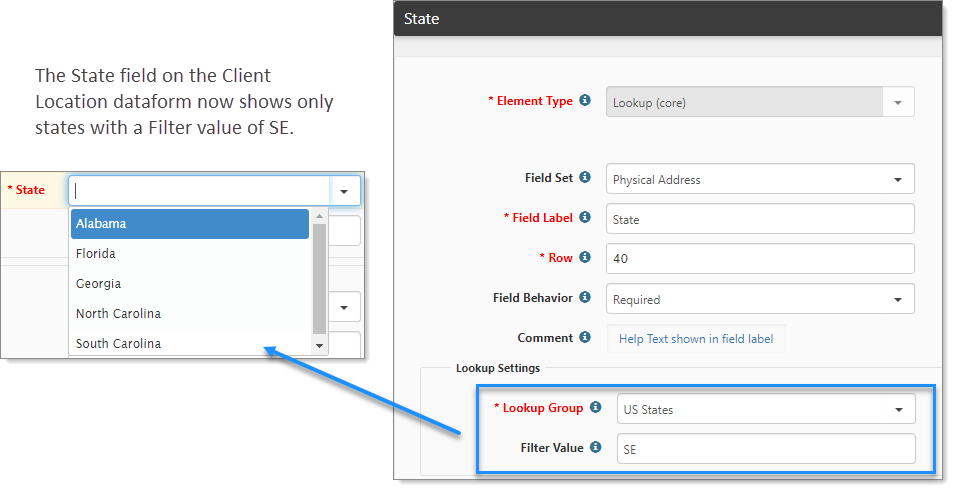 The State field on the Client
Location dataform now shows only
states with a Filter value of SE.
* State
Alabama
Florida
Georgia
North Carolina
South Carolina
State
* Element Type
Lookup (core)
Field Set
Physical Address
* Field Label
State
* Row
40
Field Behavior
Required
Comment
Help Text shown in field label
Lookup Settings
* Lookup Group
US States
Filter Value
SE